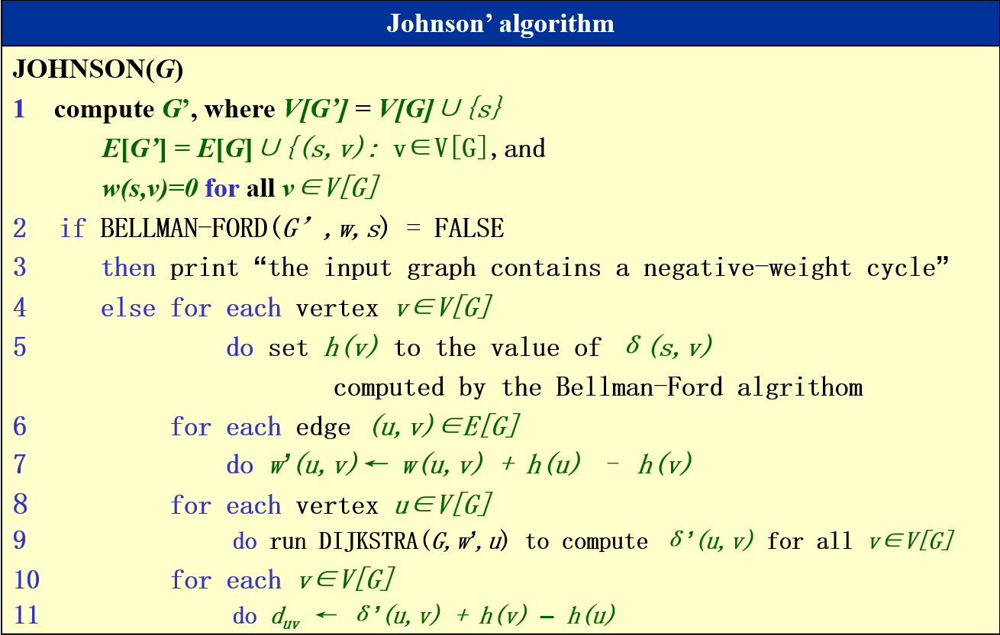 Johnson’ algorithm
JOHNSON(G)
1 compute G’, where V[G’] = V[G] ∪ {s}
E[G’] = E[G] ∪ {(s, v): v∈V[G], and
w(s,v)=0 for all v∈V[G]
2 if BELLMAN-FORD(G’,w,s) = FALSE
3 then print “the input graph contains a negative-weight cycle”
4 else for each vertex v∈V[G]
5 do set h(v) to the value of δ(s, v)
computed by the Bellman-Ford algrithom
6 for each edge (u, v)∈E[G]
7 do w’(u, v)← w(u, v) + h(u) - h(v)
8 for each vertex u∈V[G]
9 do run DIJKSTRA(G,w’,u) to compute δ’(u, v) for all v∈V[G]
10 for each v∈V[G]
11 do d_uv ← δ’(u, v) + h(v) – h(u)